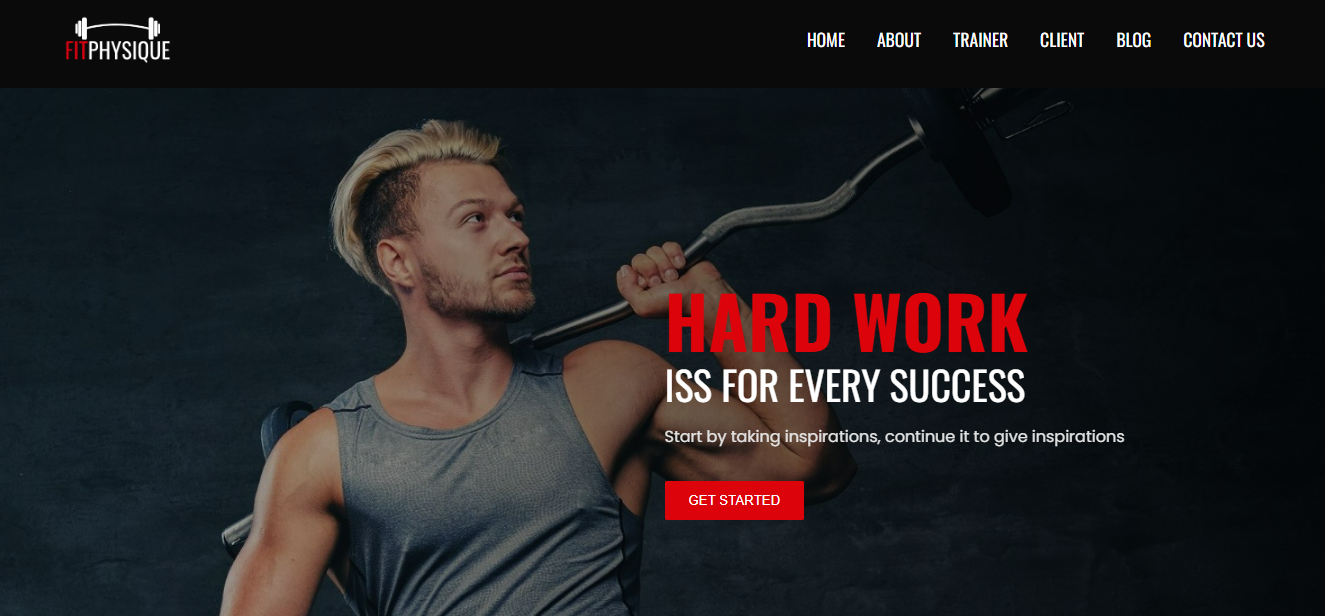 FITPHYSIQUE
HOME ABOUT TRAINER CLIENT BLOG CONTACT US
HARD WORK
ISS FOR EVERY SUCCESS
Start by taking inspirations, continue it to give inspirations
GET STARTED